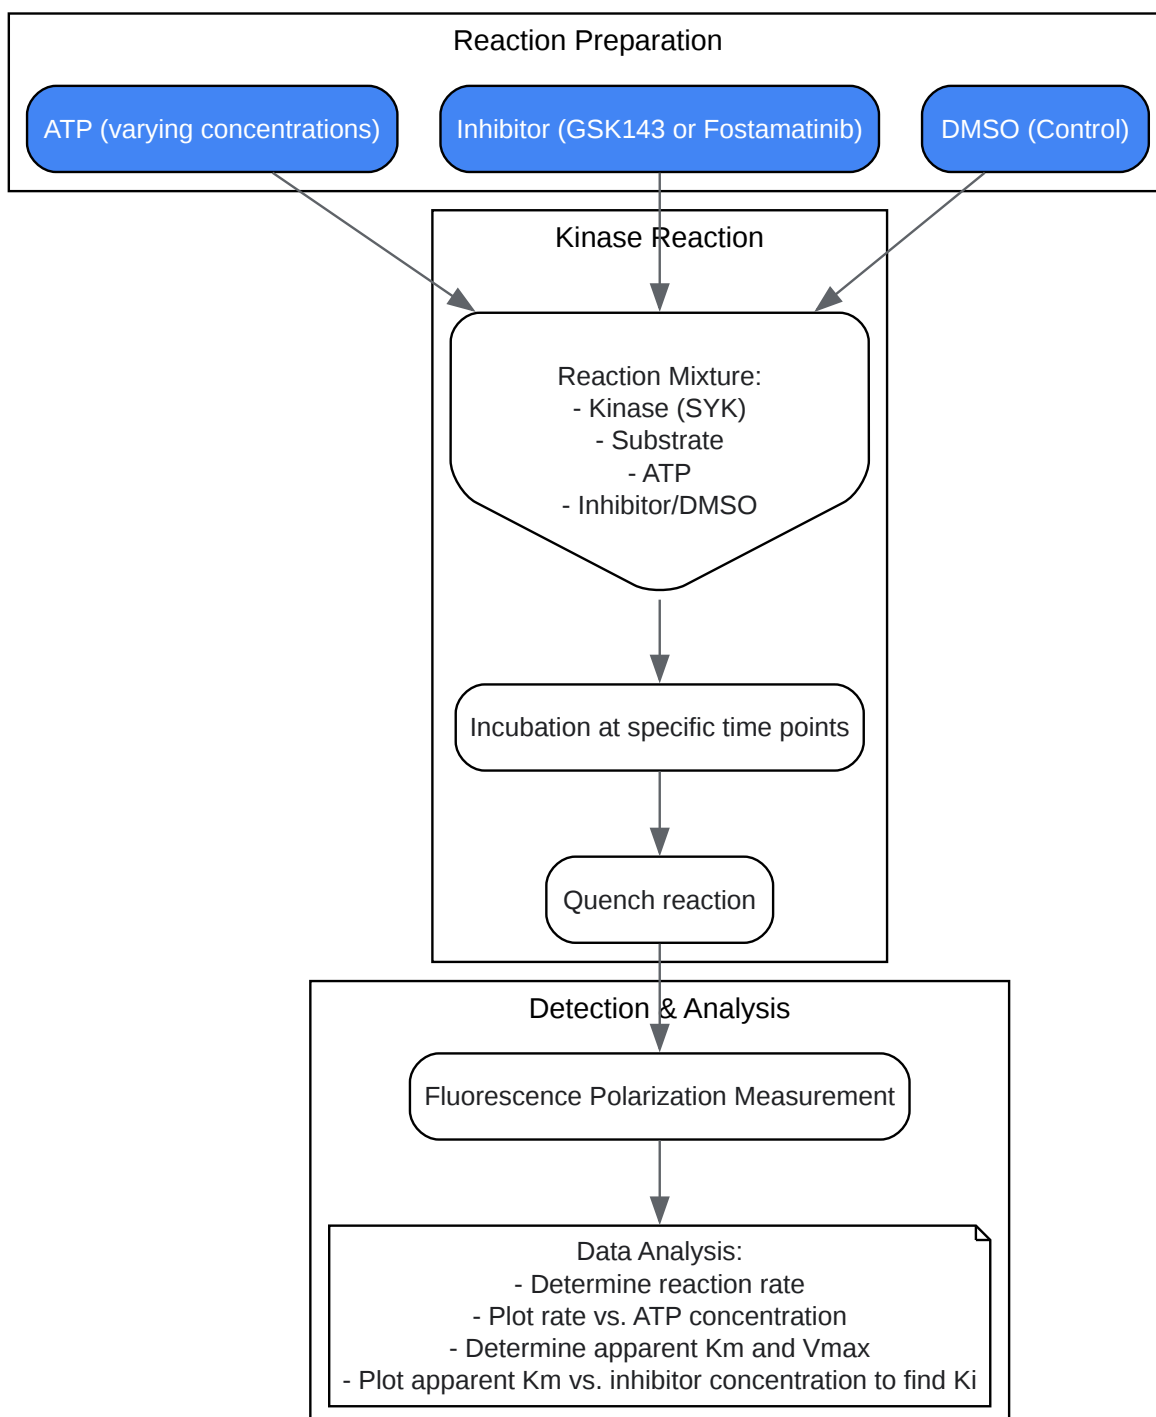 Reaction Preparation
ATP (varying concentrations)
Inhibitor (GSK143 or Fostamatinib)
DMSO (Control)
Kinase Reaction
Reaction Mixture:
- Kinase (SYK)
- Substrate
- ATP
- Inhibitor/DMSO
Incubation at specific time points
Quench reaction
Detection & Analysis
Fluorescence Polarization Measurement
Data Analysis:
- Determine reaction rate
- Plot rate vs. ATP concentration
- Determine apparent Km and Vmax
- Plot apparent Km vs. inhibitor concentration to find Ki